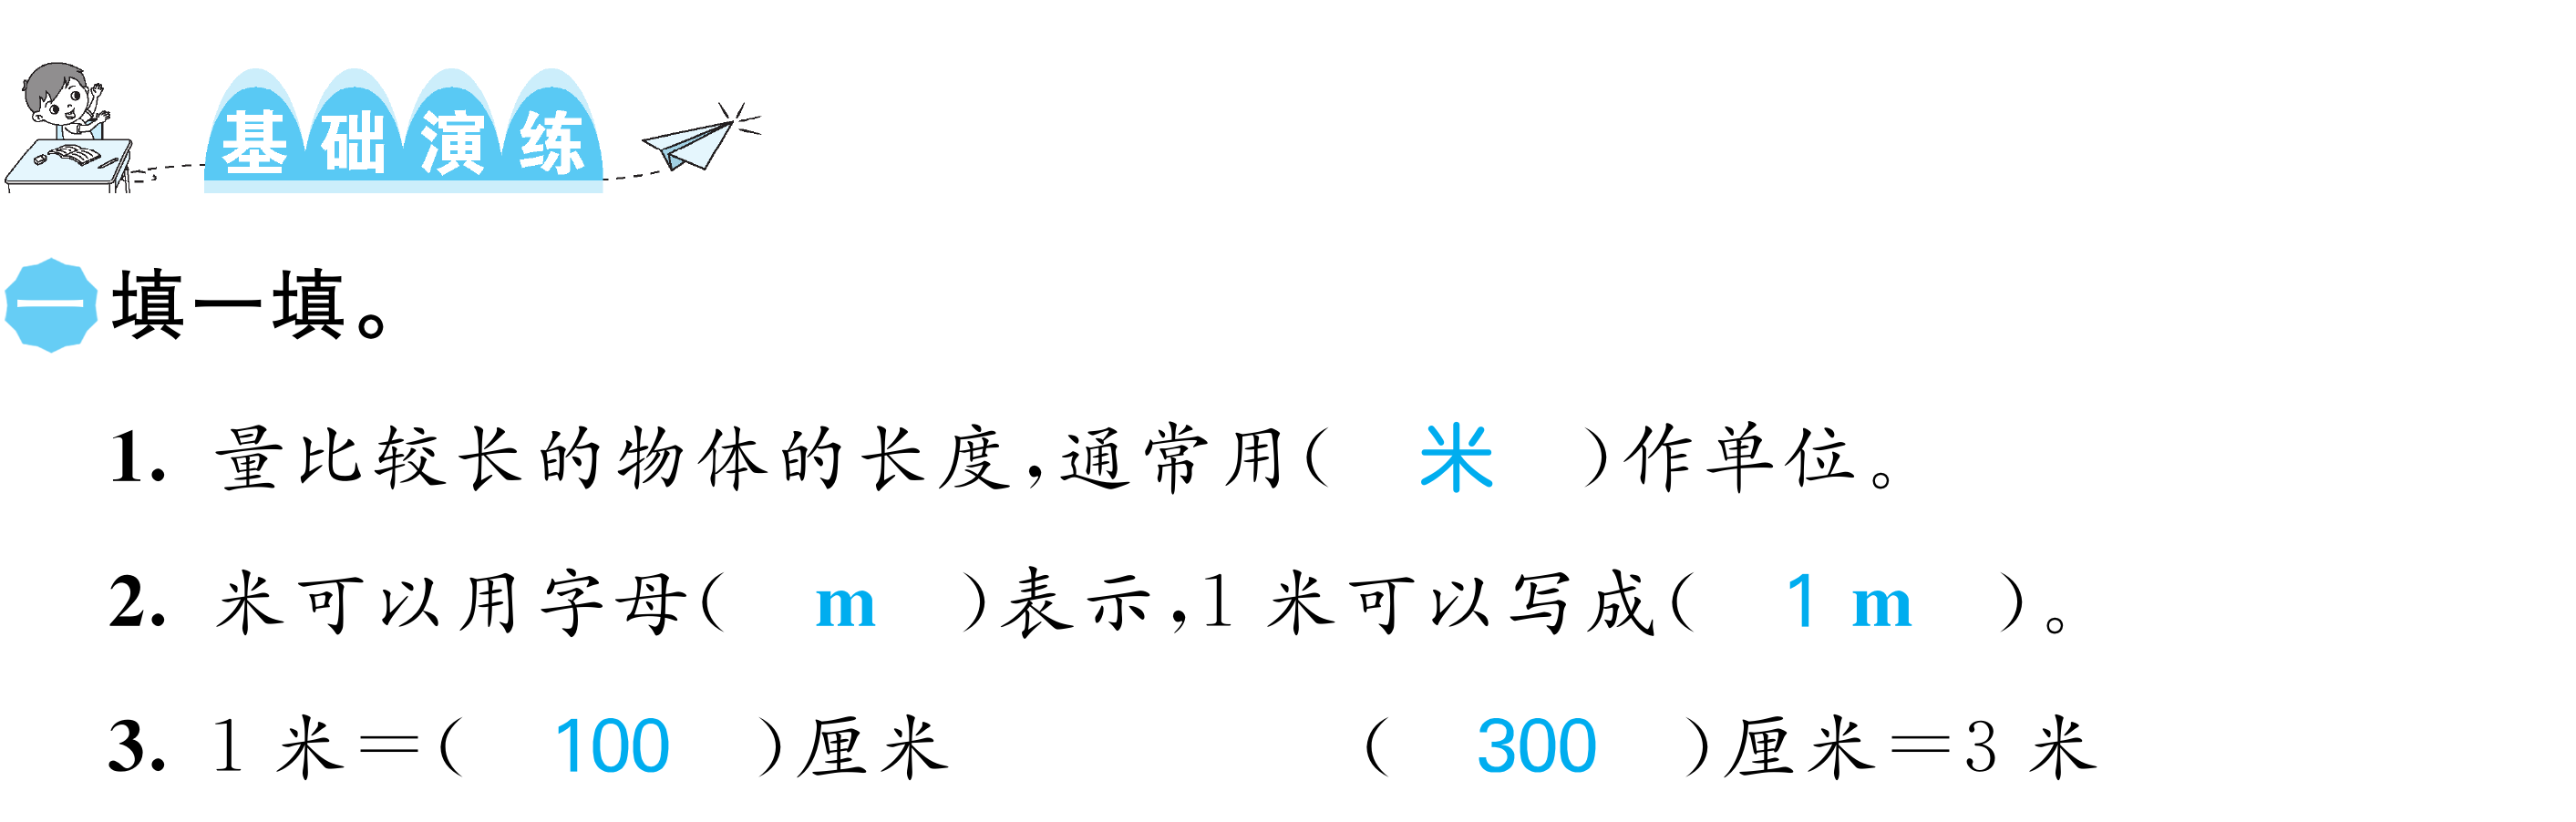 基础演练
一 填一填。
1. 量比较长的物体的长度,通常用( 米 )作单位。
2. 米可以用字母( m )表示,1 米可以写成( 1 m )。
3. 1 米=( 100 )厘米 ( 300 )厘米=3 米